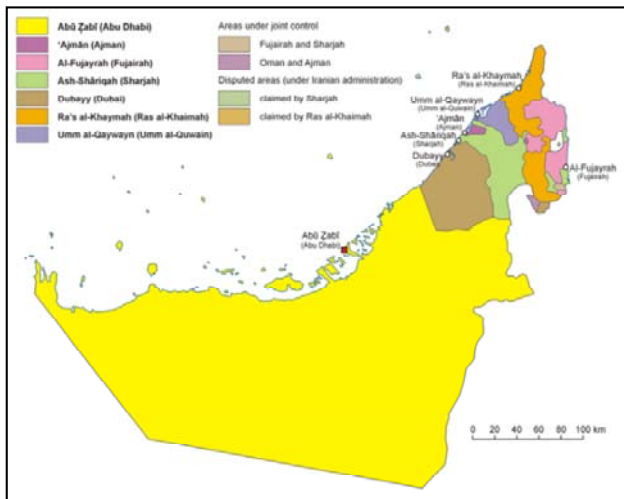 Abū Ẓabī (Abu Dhabi)
'Ajmān (Ajman)
Al-Fujayrah (Fujairah)
Ash-Shāriqah (Sharjah)
Dubayy (Dubai)
Ra's al-Khaymah (Ras al-Khaimah)
Umm al-Qaywayn (Umm al-Quwain)
Areas under joint control
Fujairah and Sharjah
Oman and Ajman
Disputed areas (under Iranian administration)
claimed by Sharjah
claimed by Ras al-Khaimah
Ra's al-Khaymah
(Ras al-Khaimah)
Umm al-Qaywayn
(Umm al-Quwain)
'Ajmān
(Ajman)
Ash-Shāriqah
(Sharjah)
Dubayy
(Dubai)
Al-Fujayrah
(Fujairah)
Abū Ẓabī
(Abu Dhabi)
0 20 40 60 80 100 km